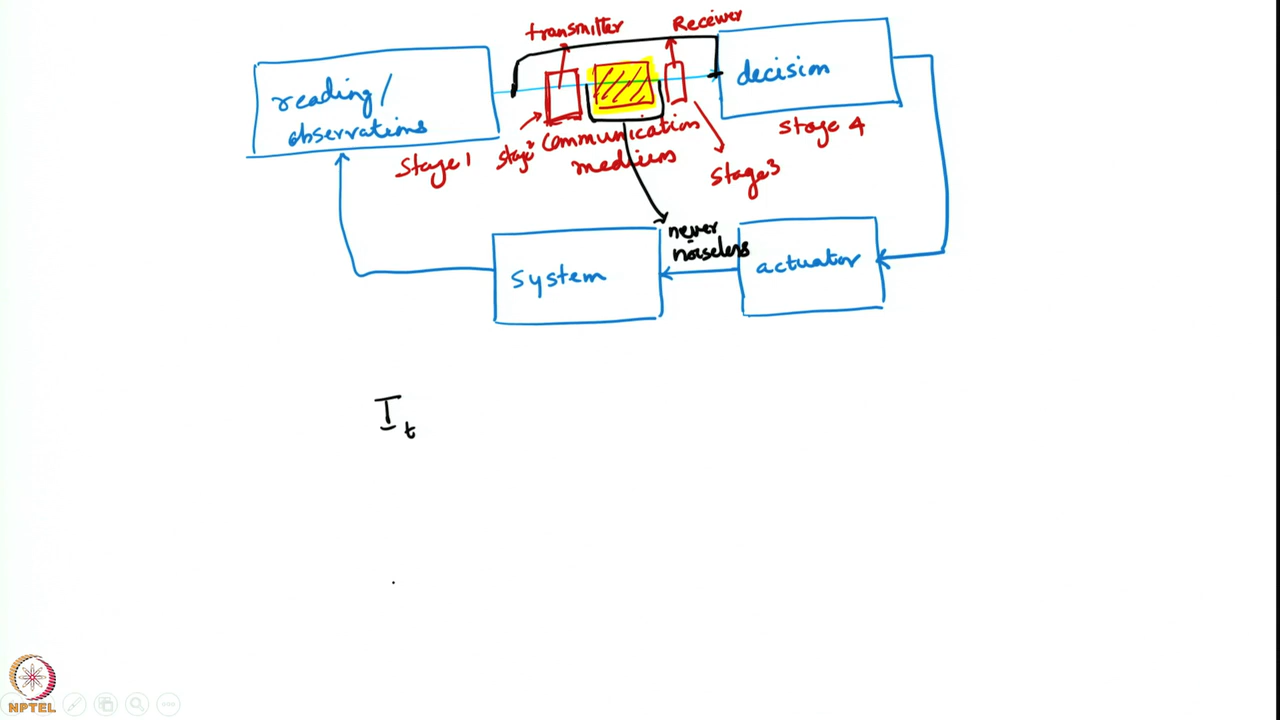 transmitter
Receiver
reading/
observations
decision
Stage 1
stage 2
Communication
medium
Stage 3
Stage 4
never
noiseless
system
actuator
I t
NPTEL